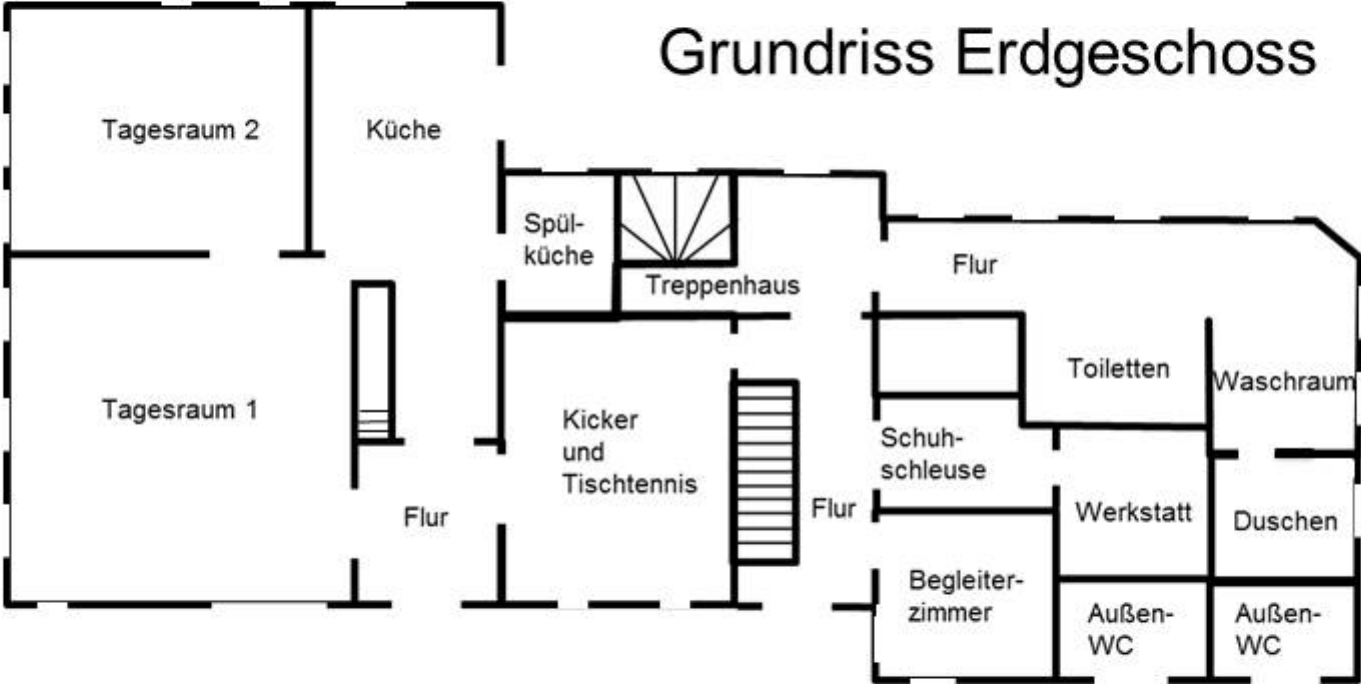 Grundriss Erdgeschoss
Tagesraum 2
Küche
Spül-
küche
Treppenhaus
Flur
Toiletten
Waschraum
Tagesraum 1
Kicker
und
Tischtennis
Schuh-
schleuse
Flur
Flur
Werkstatt
Duschen
Begleiter-
zimmer
Außen-
WC
Außen-
WC